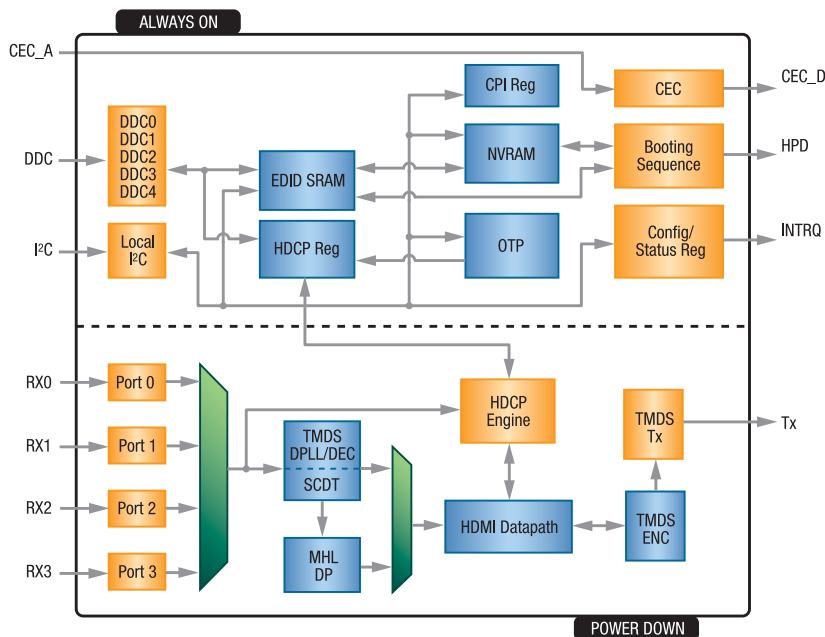 ALWAYS ON
CEC_A
CEC_D
CPI Reg
CEC
DDC0
DDC1
DDC2
DDC3
DDC4
DDC
EDID SRAM
NVRAM
Booting
Sequence
HPD
I²C
Local
I²C
HDCP Reg
OTP
Config/
Status Reg
INTRQ
RX0
Port 0
HDCP
Engine
TMDS
Tx
Tx
RX1
Port 1
TMDS
DPLL/DEC
SCDT
RX2
Port 2
HDMI Datapath
TMDS
ENC
RX3
Port 3
MHL
DP
POWER DOWN